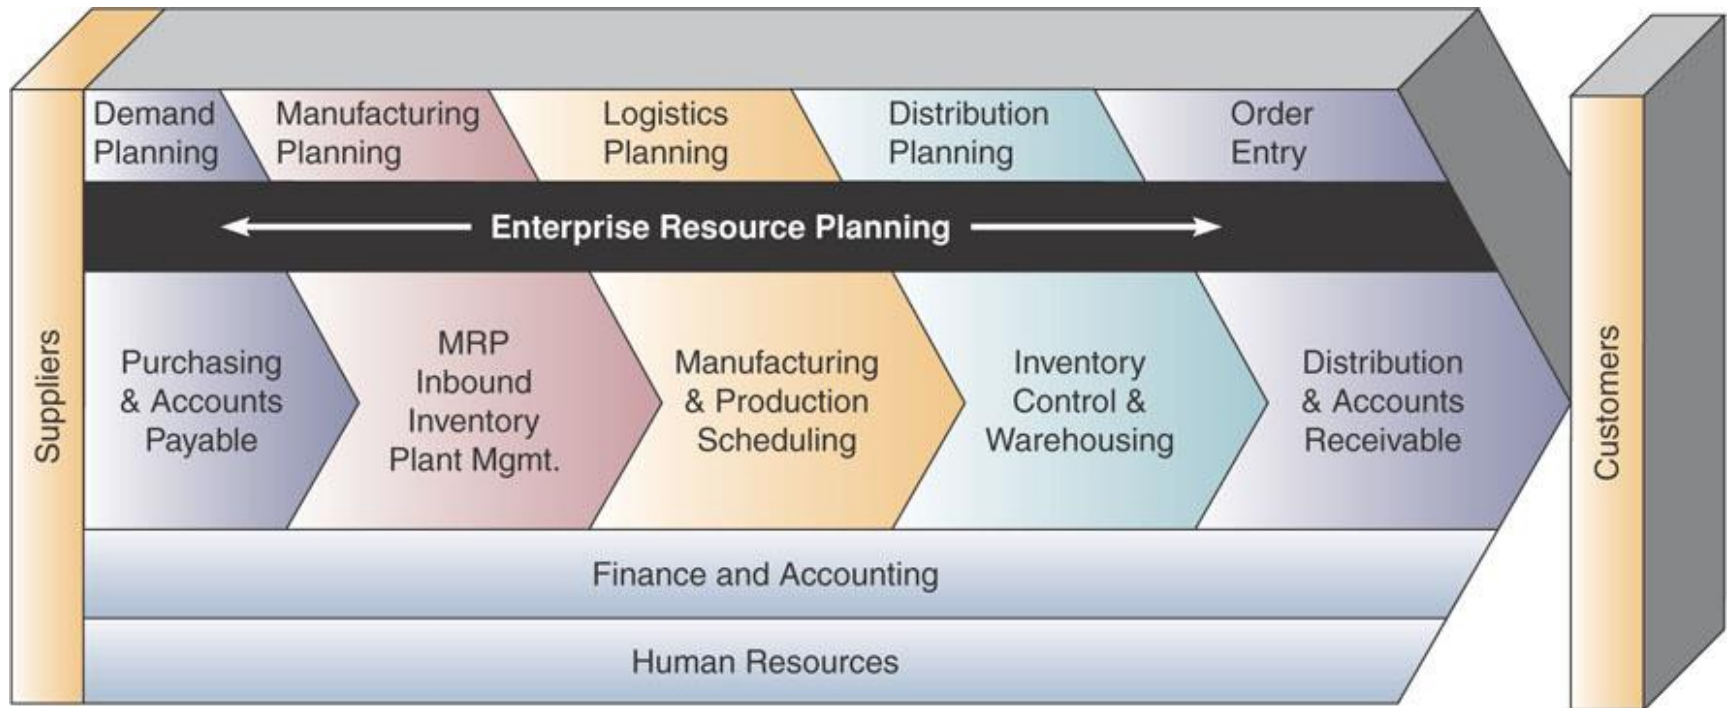 Suppliers
Demand
Planning
Manufacturing
Planning
Logistics
Planning
Distribution
Planning
Order
Entry
Enterprise Resource Planning
Purchasing
& Accounts
Payable
MRP
Inbound
Inventory
Plant Mgmt.
Manufacturing
& Production
Scheduling
Inventory
Control &
Warehousing
Distribution
& Accounts
Receivable
Finance and Accounting
Human Resources
Customers